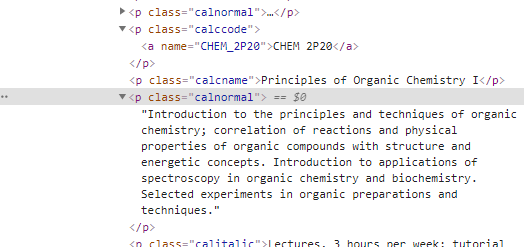 ▶<p class="calnormal">…</p>
▼<p class="calccode">
<a name="CHEM_2P20">CHEM 2P20</a>
</p>
<p class="calcname">Principles of Organic Chemistry I</p>
▼<p class="calnormal"> == $0
"Introduction to the principles and techniques of organic
chemistry; correlation of reactions and physical
properties of organic compounds with structure and
energetic concepts. Introduction to applications of
spectroscopy in organic chemistry and biochemistry.
Selected experiments in organic preparations and
techniques."
</p>
<p class="calitalic">Lectures, 3 hours per week; tutorial